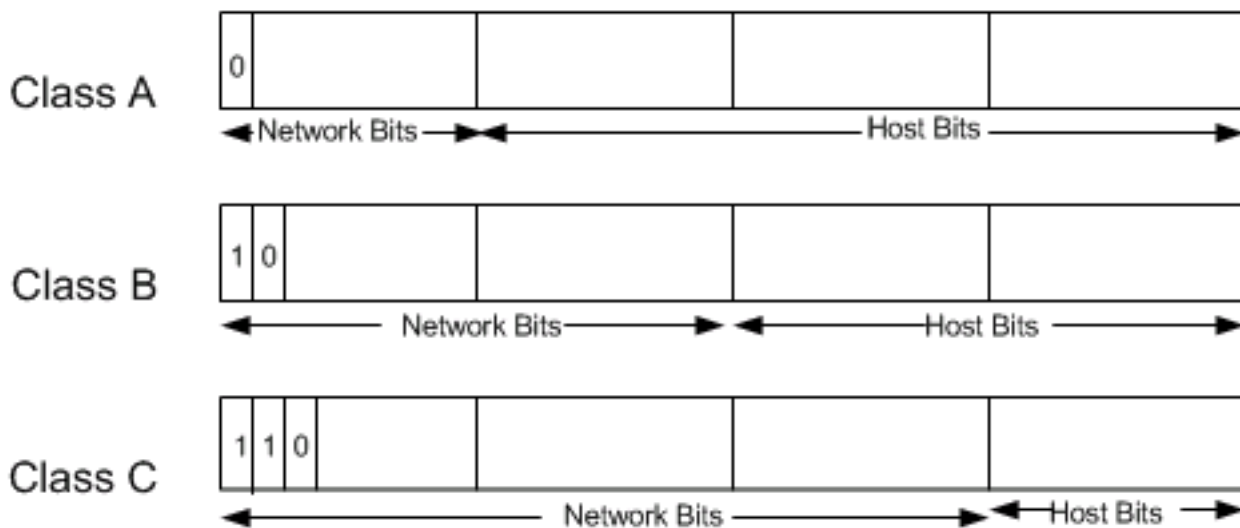 0
Class A
Network Bits Host Bits
1 0
Class B
Network Bits Host Bits
1 1 0
Class C
Network Bits Host Bits